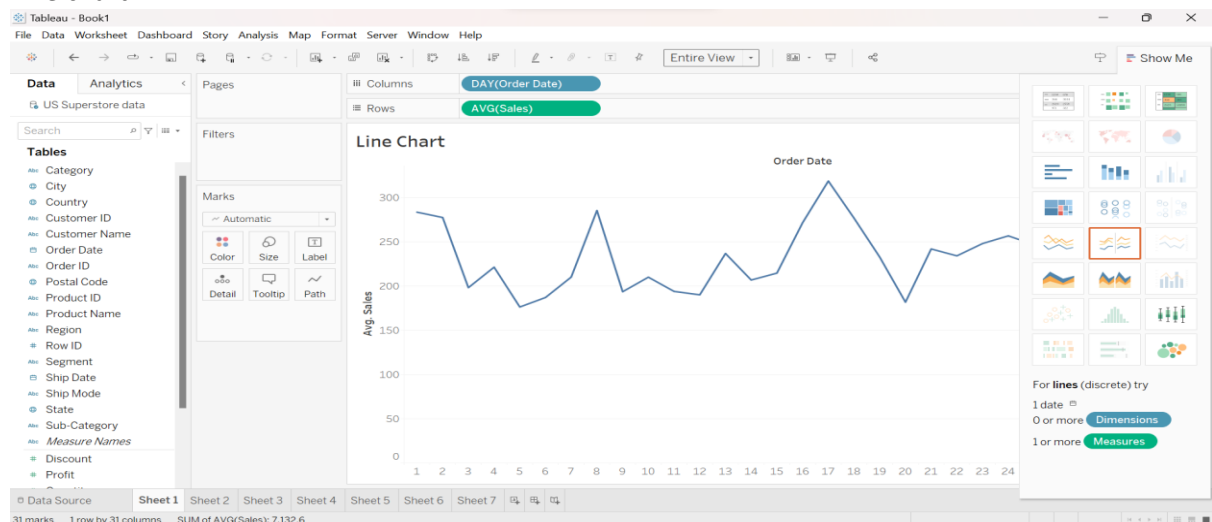 Tableau - Book1
File Data Worksheet Dashboard Story Analysis Map Format Server Window Help
Entire View
Show Me
Data Analytics
Pages
Columns DAY(Order Date)
US Superstore data
Rows AVG(Sales)
Search
Filters
Tables
Category
City
Country
Customer ID
Customer Name
Order Date
Order ID
Postal Code
Product ID
Product Name
Region
Row ID
Segment
Ship Date
Ship Mode
State
Sub-Category
Measure Names
Discount
Profit
Marks
Automatic
Color Size Label
Detail Tooltip Path
Line Chart
Order Date
Avg. Sales
300
250
200
150
100
50
0
1 2 3 4 5 6 7 8 9 10 11 12 13 14 15 16 17 18 19 20 21 22 23 24
For lines (discrete) try
1 date
0 or more Dimensions
1 or more Measures
Data Source Sheet 1 Sheet 2 Sheet 3 Sheet 4 Sheet 5 Sheet 6 Sheet 7
31 marks 1 row by 31 columns SUM of AVG(Sales): 7,132.6